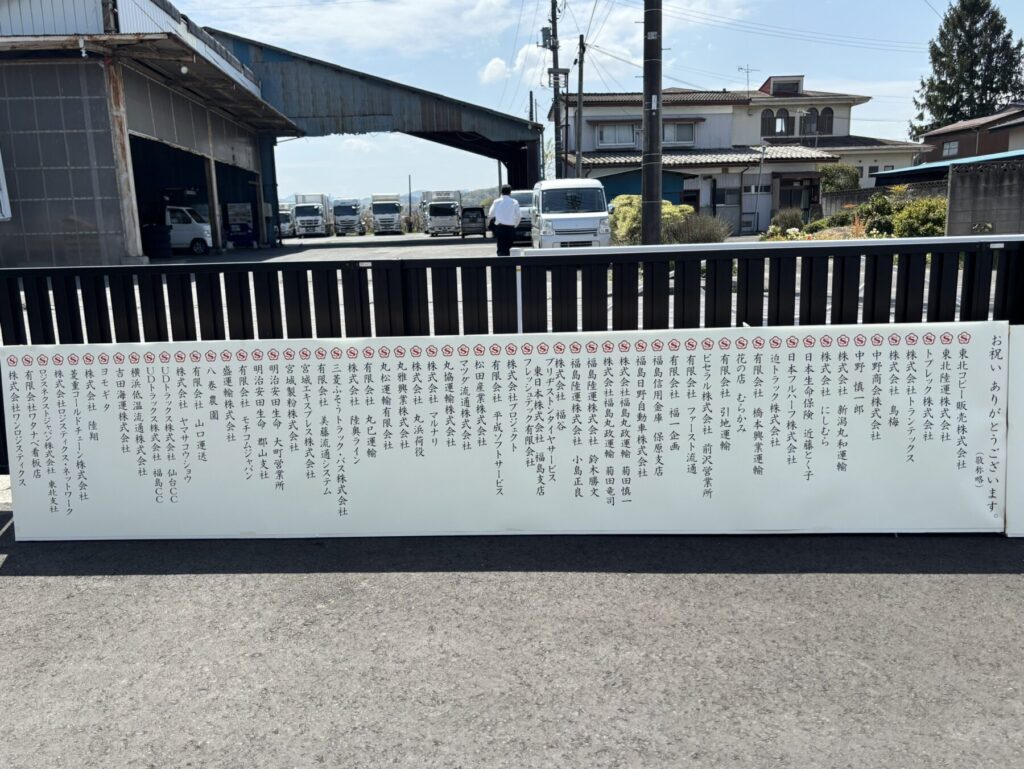 お祝い ありがとうございます。
(敬称略)
東北コピー販売株式会社
東北陸運株式会社
トプレック株式会社
株式会社トランテックス
株式会社 鳥梅
中野商会株式会社
中野 慎一郎
株式会社 新潟丸和運輸
株式会社 にしむら
日本フルハーフ株式会社
日本生命保険 近藤とく子
迫トラック株式会社
有限会社 橋本興業運輸
花の店 むらかみ
有限会社 引地運輸
ピセラル株式会社 前沢営業所
有限会社 ファースト流通
有限会社 福一企画
福島信用金庫 保原支店
福島日野自動車株式会社
株式会社福島丸政運輸 菊田慎一
株式会社福島丸政運輸 菊田竜司
福島陸運株式会社 鈴木勝文
福島陸運株式会社 小島正良
株式会社 福谷
ブリヂストンタイヤサービス
東日本株式会社 福島支店
フレッシュテック有限会社
株式会社プロジェクト
有限会社 平成ソフトサービス
松田産業株式会社
マツダ流通株式会社
丸協運輸株式会社
株式会社 マルナリ
株式会社 丸浜荷役
丸雅興業株式会社
丸松運輸有限会社
有限会社 丸七運輸
株式会社 陸奥ライン
三菱ふそうトラック・バス株式会社
有限会社 美藤流通システム
宮城エキスプレス株式会社
宮城製粉株式会社
明治安田生命 大町営業所
明治安田生命 郡山支社
有限会社 モチコムジャパン
盛運輸株式会社
八巻農園
有限会社 山口運送
株式会社 ヤマサコウショウ
UDトラックス株式会社 仙台CC
UDトラックス株式会社 福島CC
横浜低温流通株式会社
吉田海運株式会社
ヨモギタ
菱重コールドチェーン株式会社
株式会社 陸翔
株式会社ロジスティクス・ネットワーク
ロジスネクストジャパン株式会社 東北支社
有限会社ワタナベ看板店
株式会社ワンロジスティクス